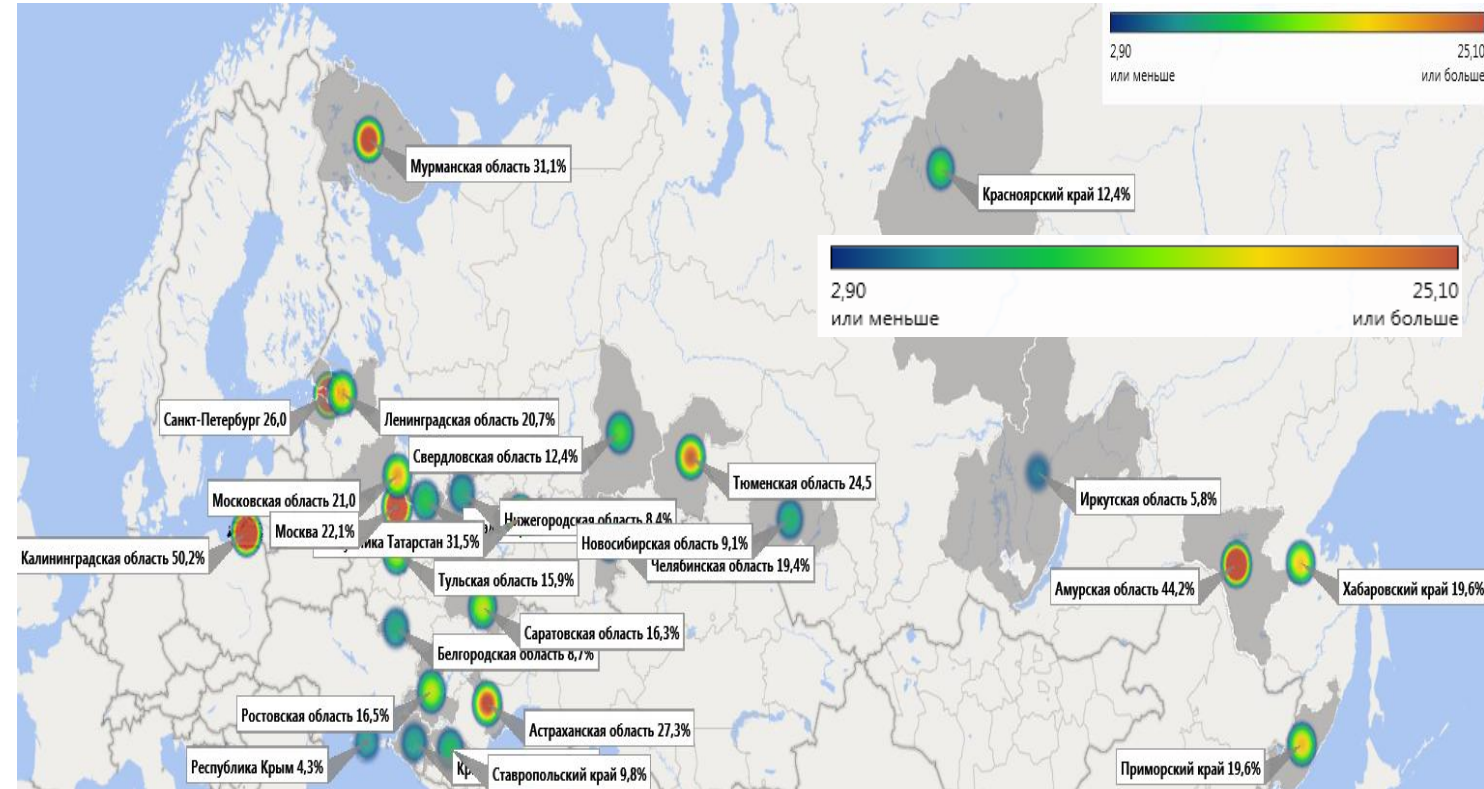 2,90
25,10
или меньше
или больше
Мурманская область 31,1%
Красноярский край 12,4%
2,90
25,10
или меньше
или больше
Санкт-Петербург 26,0
Ленинградская область 20,7%
Свердловская область 12,4%
Тюменская область 24,5
Московская область 21,0
Иркутская область 5,8%
Москва 22,1%
Нижегородская область 8,4%
Татарстан 31,5%
Новосибирская область 9,1%
Калининградская область 50,2%
Челябинская область 19,4%
Тульская область 15,9%
Амурская область 44,2%
Хабаровский край 19,6%
Саратовская область 16,3%
Белгородская область 8,7%
Ростовская область 16,5%
Астраханская область 27,3%
Республика Крым 4,3%
Ставропольский край 9,8%
Приморский край 19,6%